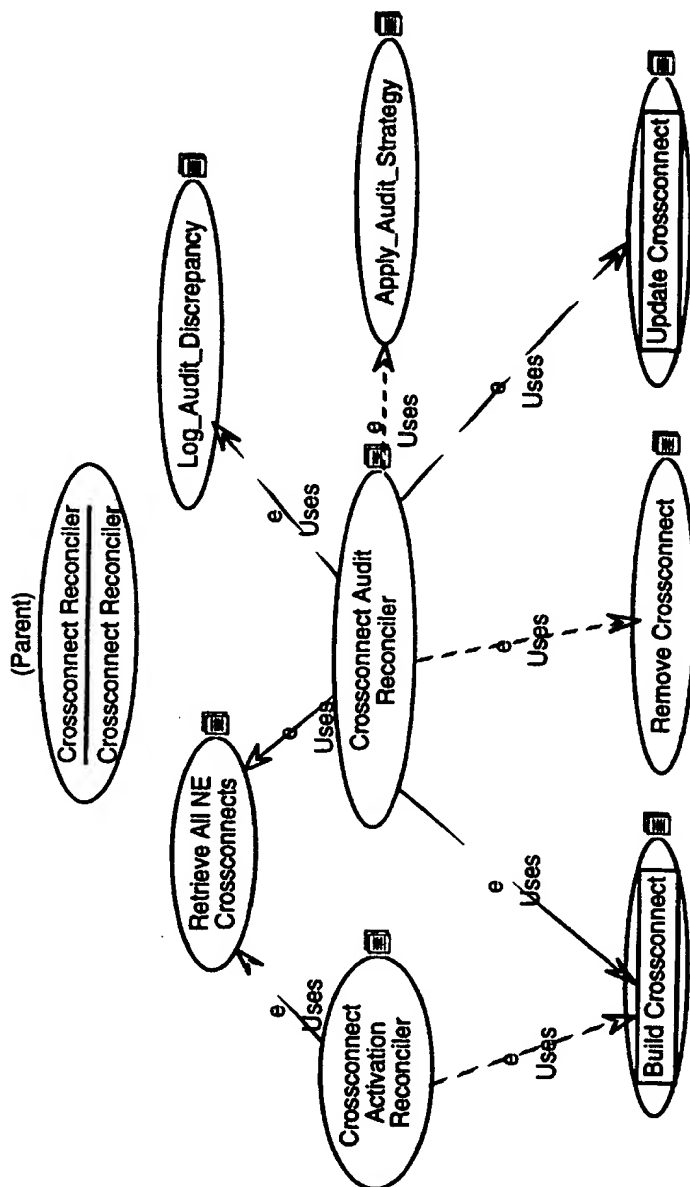 (Parent)
Crossconnect Reconciler
Crossconnect Reconciler
Log_Audit_Discrepancy
Retrieve All NE
Crossconnects
e
Uses
e
Uses
e
Uses
Apply_Audit_Strategy
e
Uses
Crossconnect Audit
Reconciler
Crossconnect
Activation
Reconciler
e
Uses
e
Uses
e
Uses
e
Uses
Update Crossconnect
Remove Crossconnect
Build Crossconnect